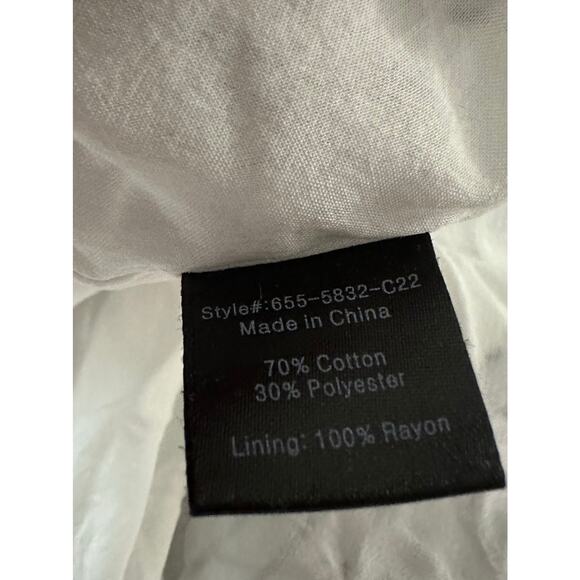 Style#:655-5832-C22
Made in China
70% Cotton
30% Polyester
Lining: 100% Rayon